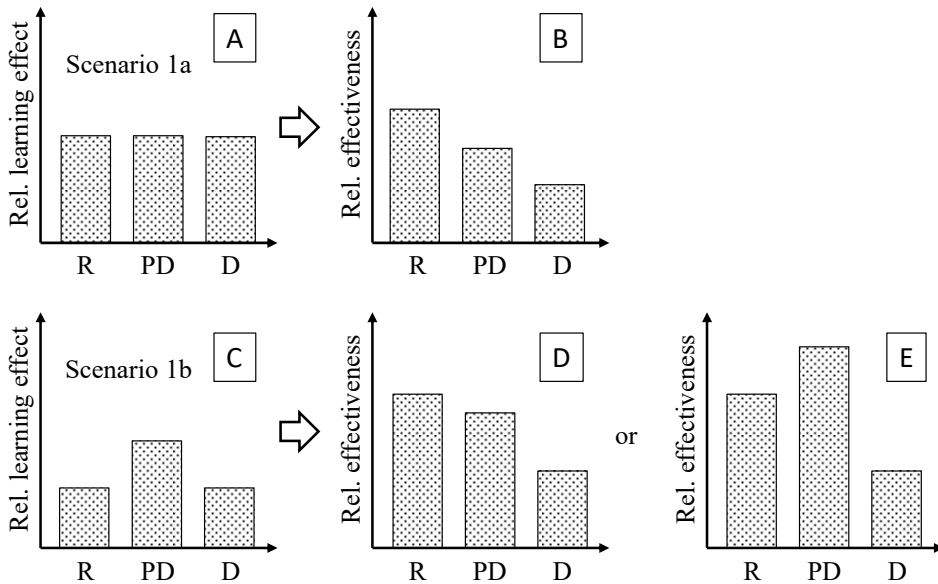 Rel. learning effect
Scenario 1a
A
R PD D
Rel. effectiveness
B
R PD D
Rel. learning effect
Scenario 1b
C
R PD D
Rel. effectiveness
D
R PD D
or
Rel. effectiveness
E
R PD D